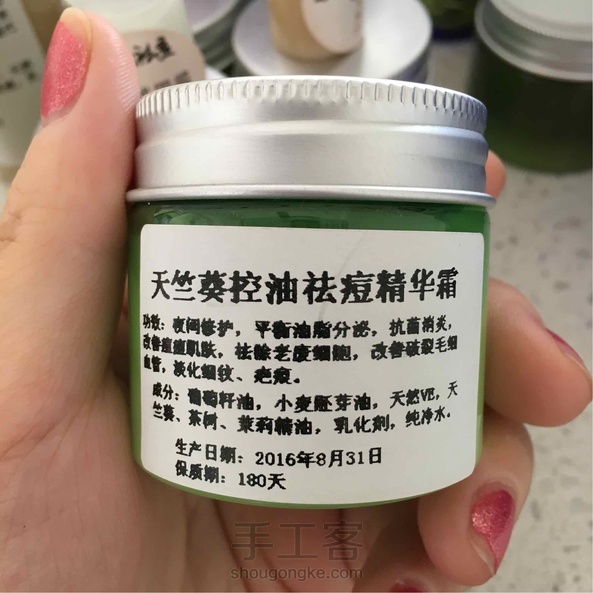 天竺葵控油祛痘精华霜
功效：夜间修护，平衡油脂分泌，抗菌消炎，
改善痘痘肌肤，祛除老废细胞，改善破裂毛细
血管，淡化细纹、疤痕。
成分：葡萄籽油，小麦胚芽油，天然VE，天
竺葵、茶树、茉莉精油，乳化剂，纯净水。
生产日期：2016年8月31日
保质期：180天
手工客
shougongke.com